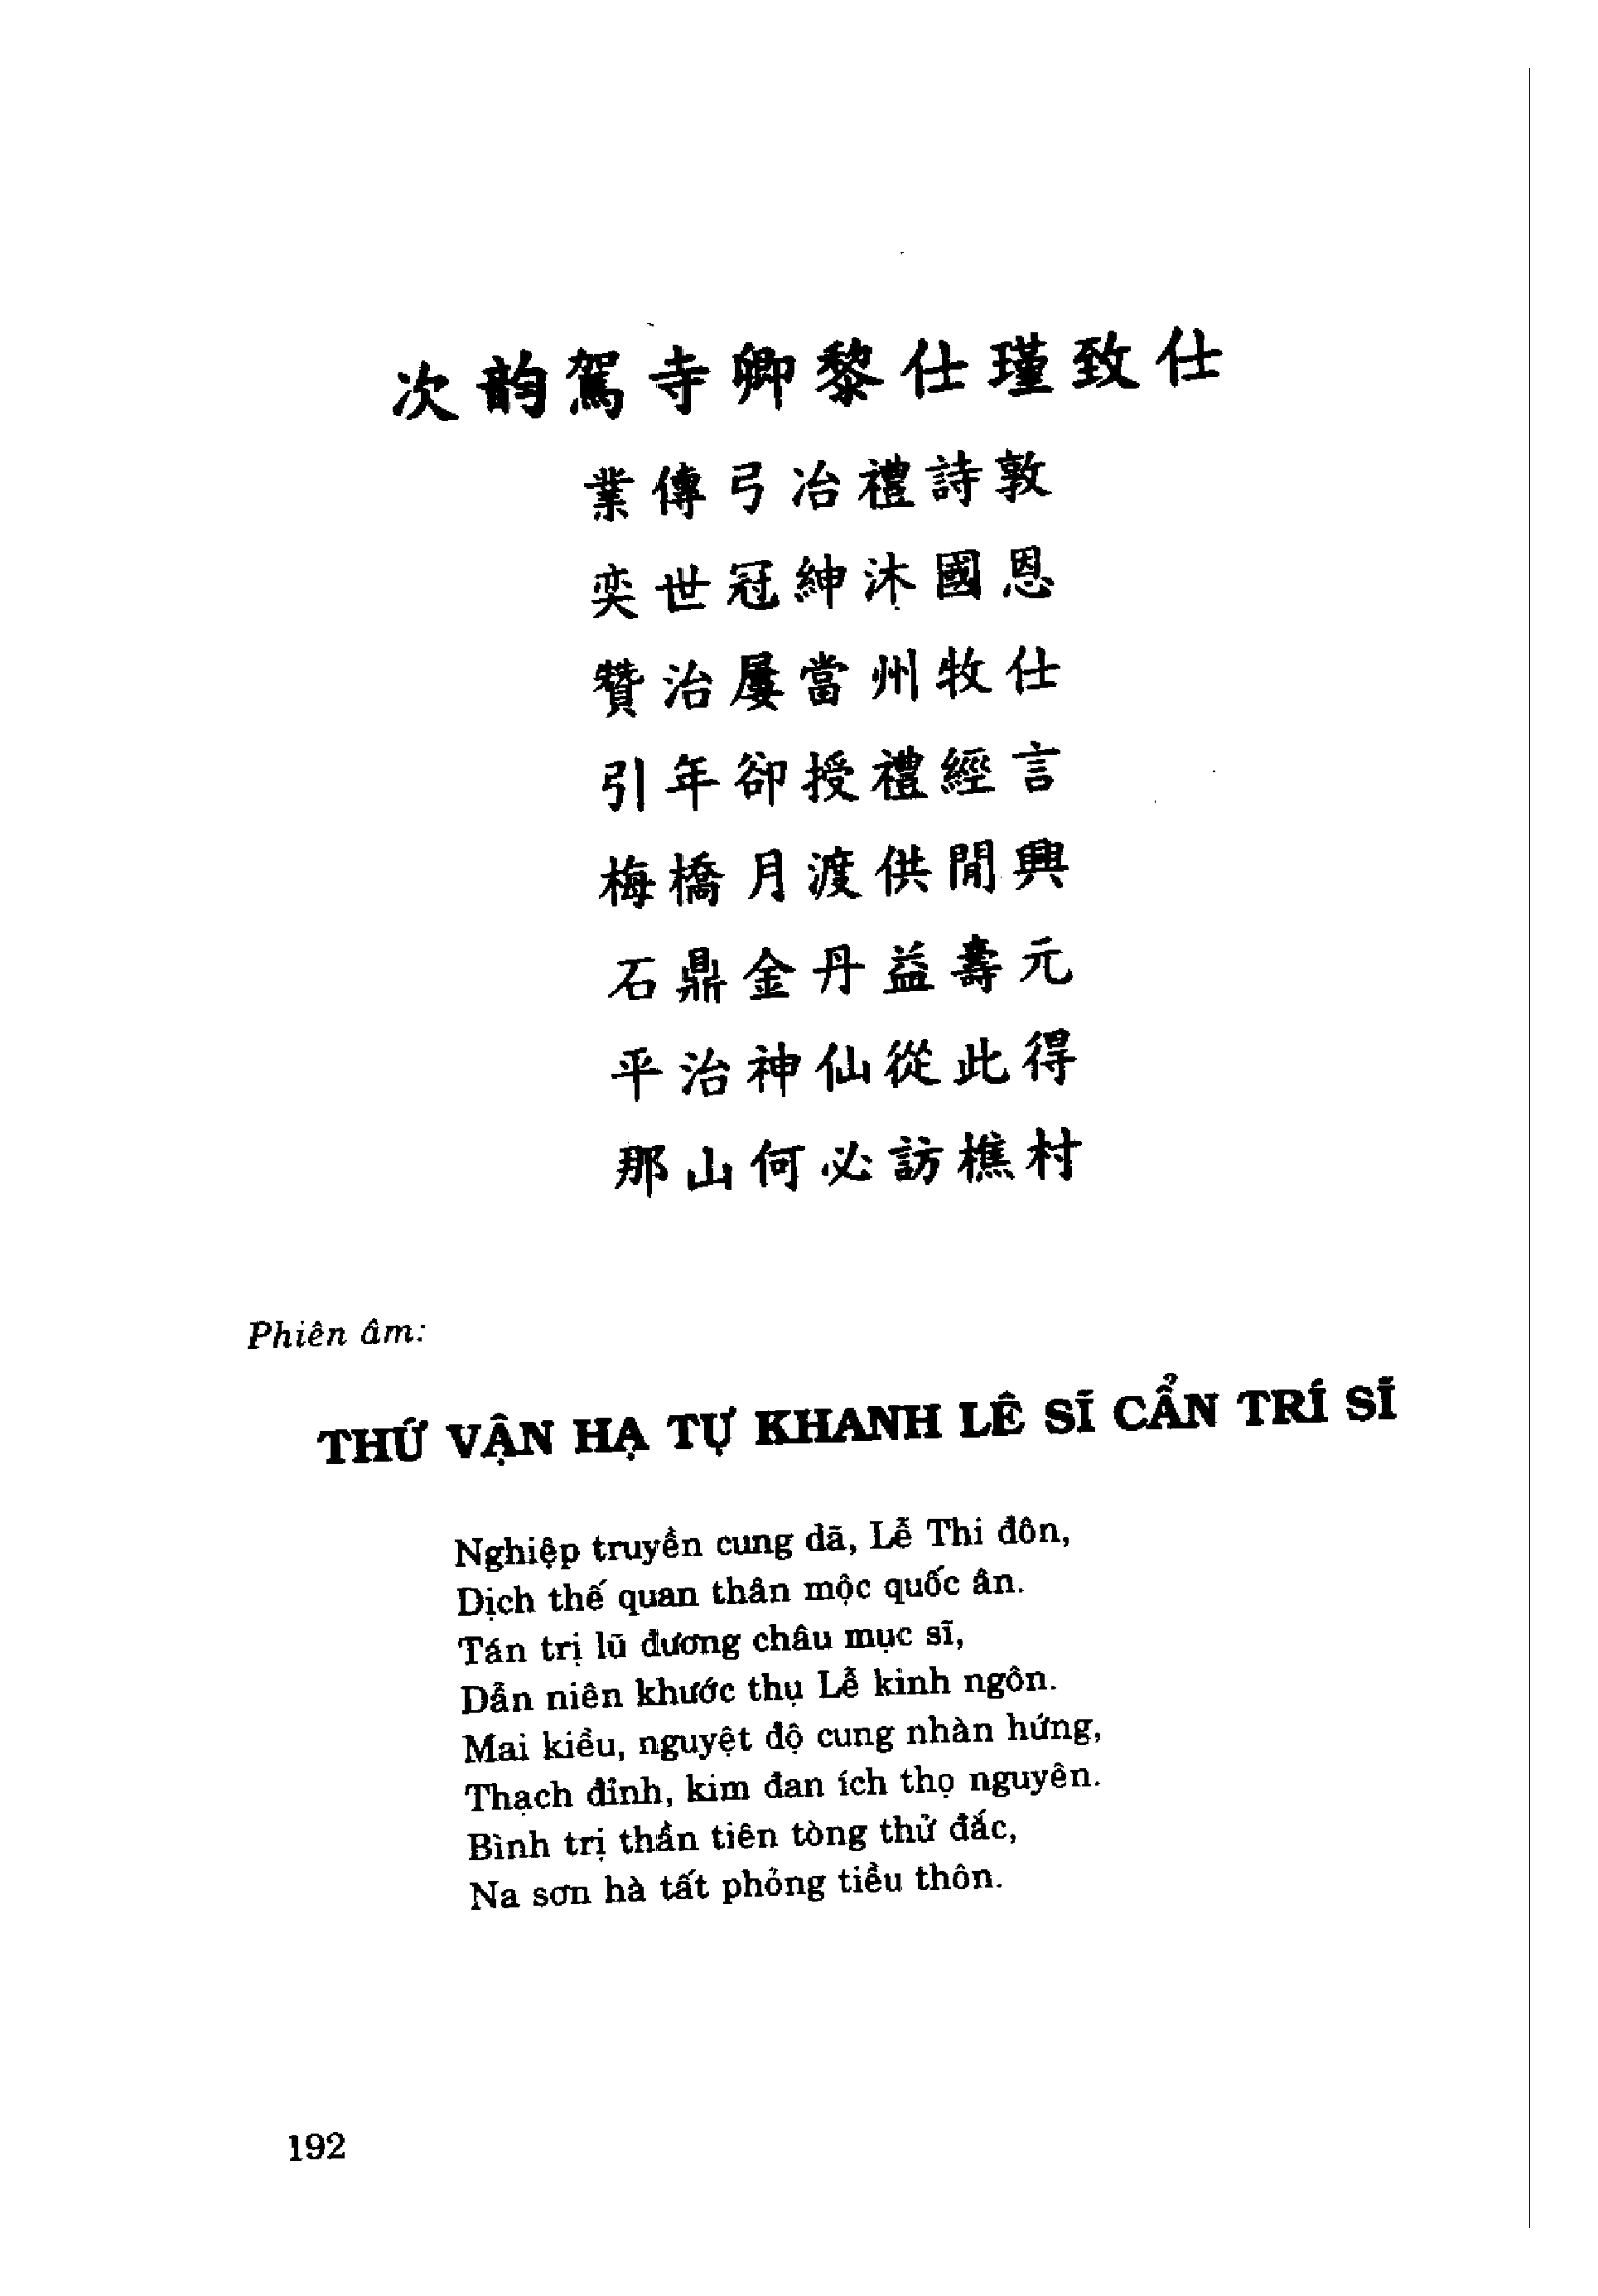 次韵駕寺卿黎仕瑾致仕
業傳弓冶禮詩敦
奕世冠紳沐國恩
贊治屢當州牧仕
引年卻授禮經言
梅橋月渡供閒興
石鼎金丹益壽元
平治神仙從此得
那山何必訪樵村
Phiên âm:
THỨ VẬN HẠ TỰ KHANH LÊ SĨ CẨN TRÍ SĨ
Nghiệp truyền cung dã, Lễ Thi đôn,
Dịch thế quan thân mộc quốc ân.
Tán trị lũ đương châu mục sĩ,
Dẫn niên khước thụ Lễ kinh ngôn.
Mai kiều, nguyệt độ cung nhàn hứng,
Thạch đỉnh, kim đan ích thọ nguyên.
Bình trị thần tiên tòng thử đắc,
Na sơn hà tất phỏng tiều thôn.
192